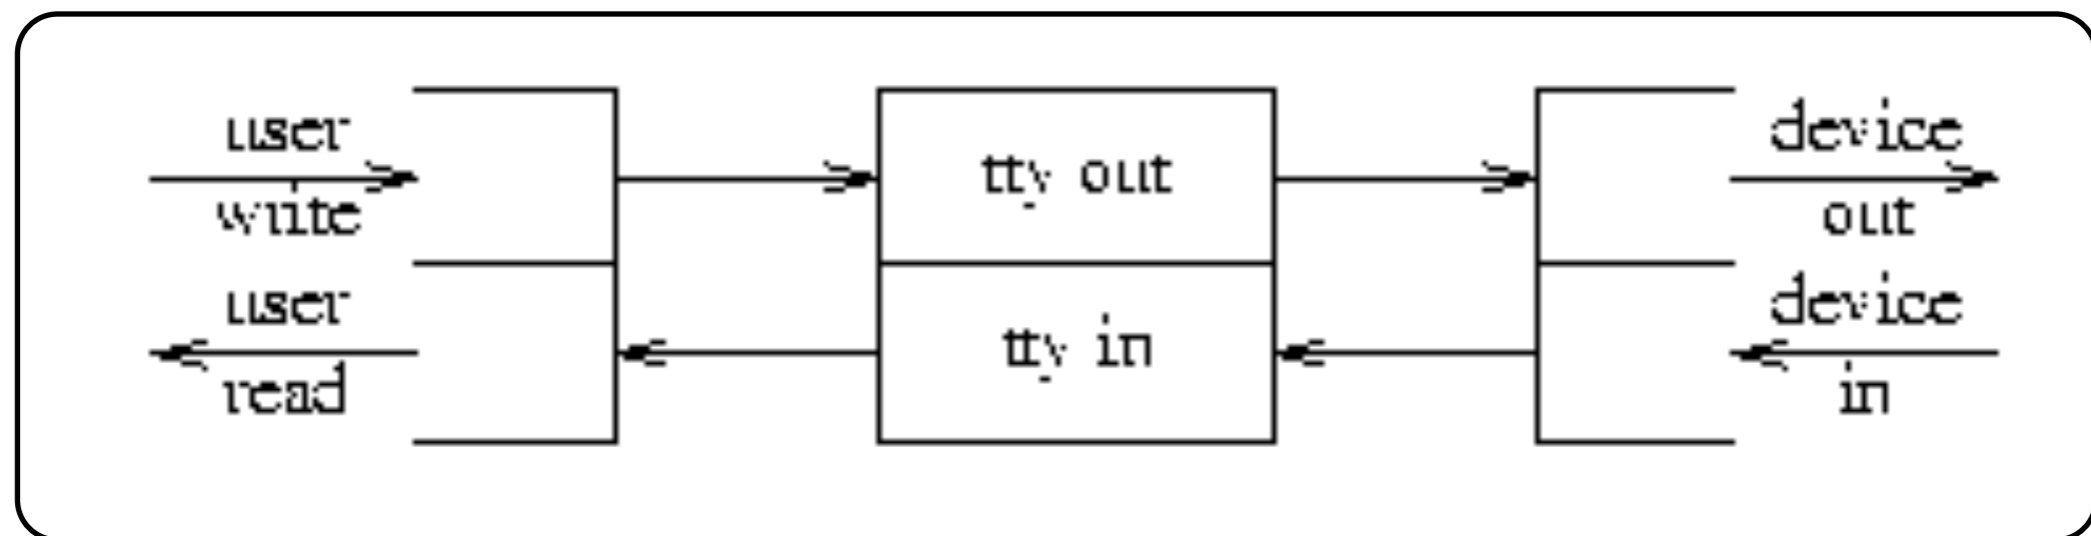 user
write
tty out
device
out
user
read
tty in
device
in